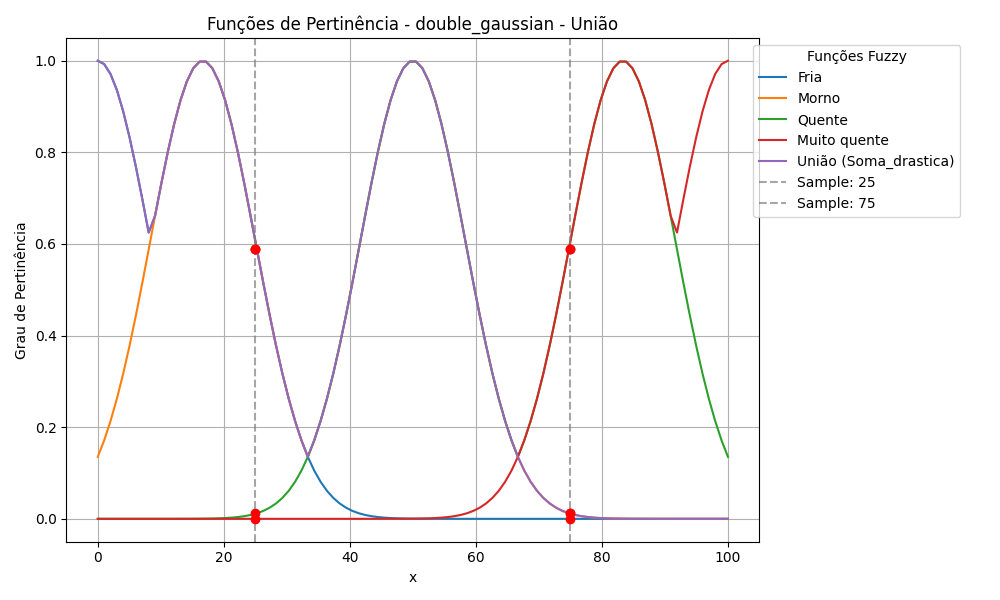 Funções de Pertinência - double_gaussian - União
Funções Fuzzy
Fria
Morno
Quente
Muito quente
União (Soma_drastica)
Sample: 25
Sample: 75
Grau de Pertinência
1.0
0.8
0.6
0.4
0.2
0.0
0
20
40
60
80
100
x